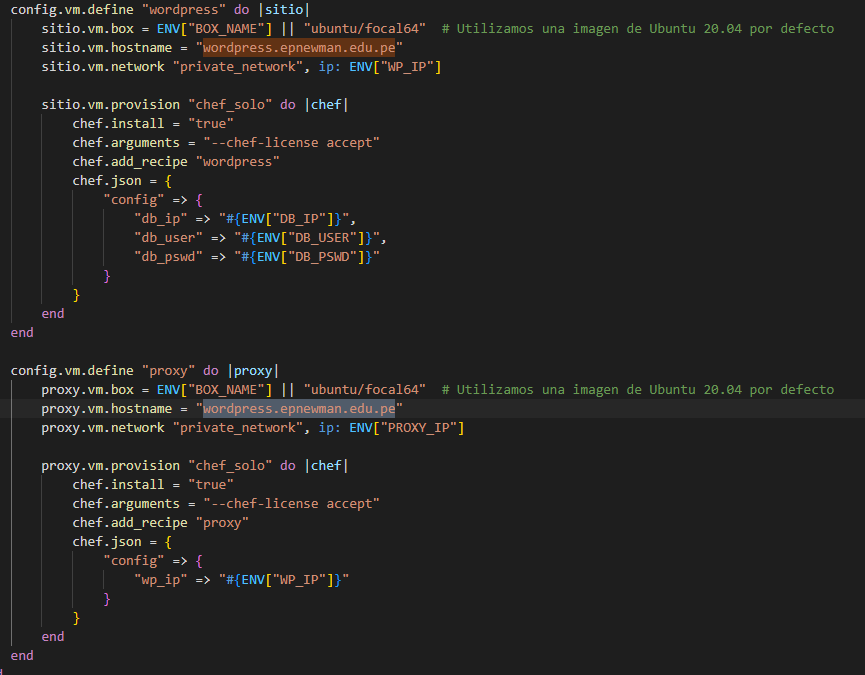 config.vm.define "wordpress" do |sitio|
    sitio.vm.box = ENV["BOX_NAME"] || "ubuntu/focal64"  # Utilizamos una imagen de Ubuntu 20.04 por defecto
    sitio.vm.hostname = "wordpress.epnewman.edu.pe"
    sitio.vm.network "private_network", ip: ENV["WP_IP"]

    sitio.vm.provision "chef_solo" do |chef|
        chef.install = "true"
        chef.arguments = "--chef-license accept"
        chef.add_recipe "wordpress"
        chef.json = {
            "config" => {
                "db_ip" => "#{ENV["DB_IP"]}",
                "db_user" => "#{ENV["DB_USER"]}",
                "db_pswd" => "#{ENV["DB_PSWD"]}"
            }
        }
    end
end

config.vm.define "proxy" do |proxy|
    proxy.vm.box = ENV["BOX_NAME"] || "ubuntu/focal64"  # Utilizamos una imagen de Ubuntu 20.04 por defecto
    proxy.vm.hostname = "wordpress.epnewman.edu.pe"
    proxy.vm.network "private_network", ip: ENV["PROXY_IP"]

    proxy.vm.provision "chef_solo" do |chef|
        chef.install = "true"
        chef.arguments = "--chef-license accept"
        chef.add_recipe "proxy"
        chef.json = {
            "config" => {
                "wp_ip" => "#{ENV["WP_IP"]}"
            }
        }
    end
end